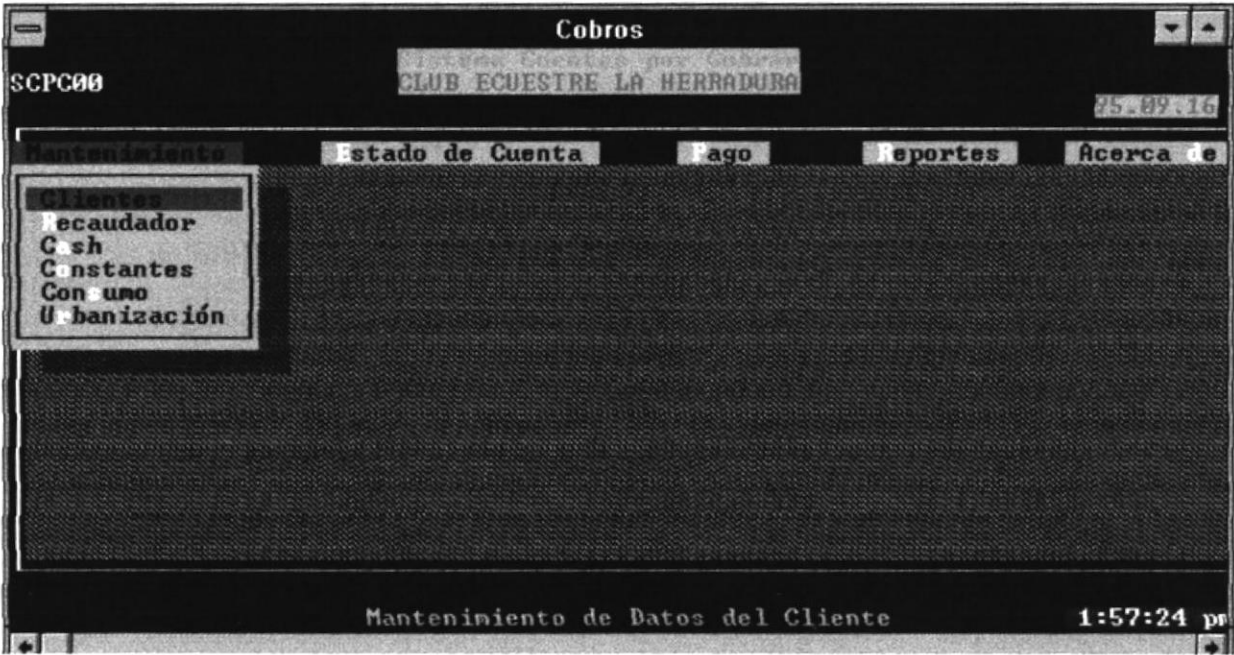 Cobros
Sistema Cuentas por Cobrar
SCPC00
CLUB ECUESTRE LA HERRADURA
95.09.16
Mantenimiento Estado de Cuenta Pago Reportes Acerca de
Clientes
Recaudador
Cash
Constantes
Consumo
Urbanización
Mantenimiento de Datos del Cliente 1:57:24 pm